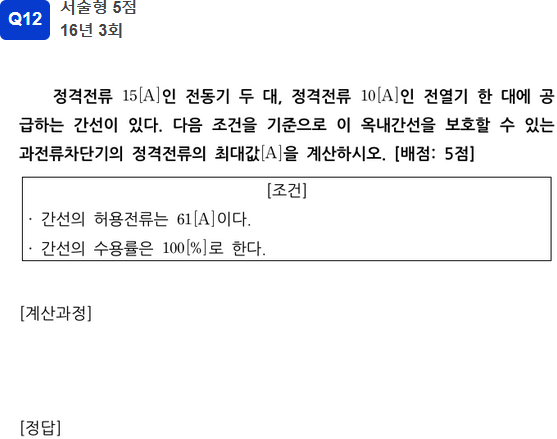 Q12
서술형 5점
16년 3회
정격전류 15[A]인 전동기 두 대, 정격전류 10[A]인 전열기 한 대에 공
급하는 간선이 있다. 다음 조건을 기준으로 이 옥내간선을 보호할 수 있는
과전류차단기의 정격전류의 최대값[A]을 계산하시오. [배점: 5점]
[조건]
· 간선의 허용전류는 61[A]이다.
· 간선의 수용률은 100[%]로 한다.
[계산과정]
[정답]